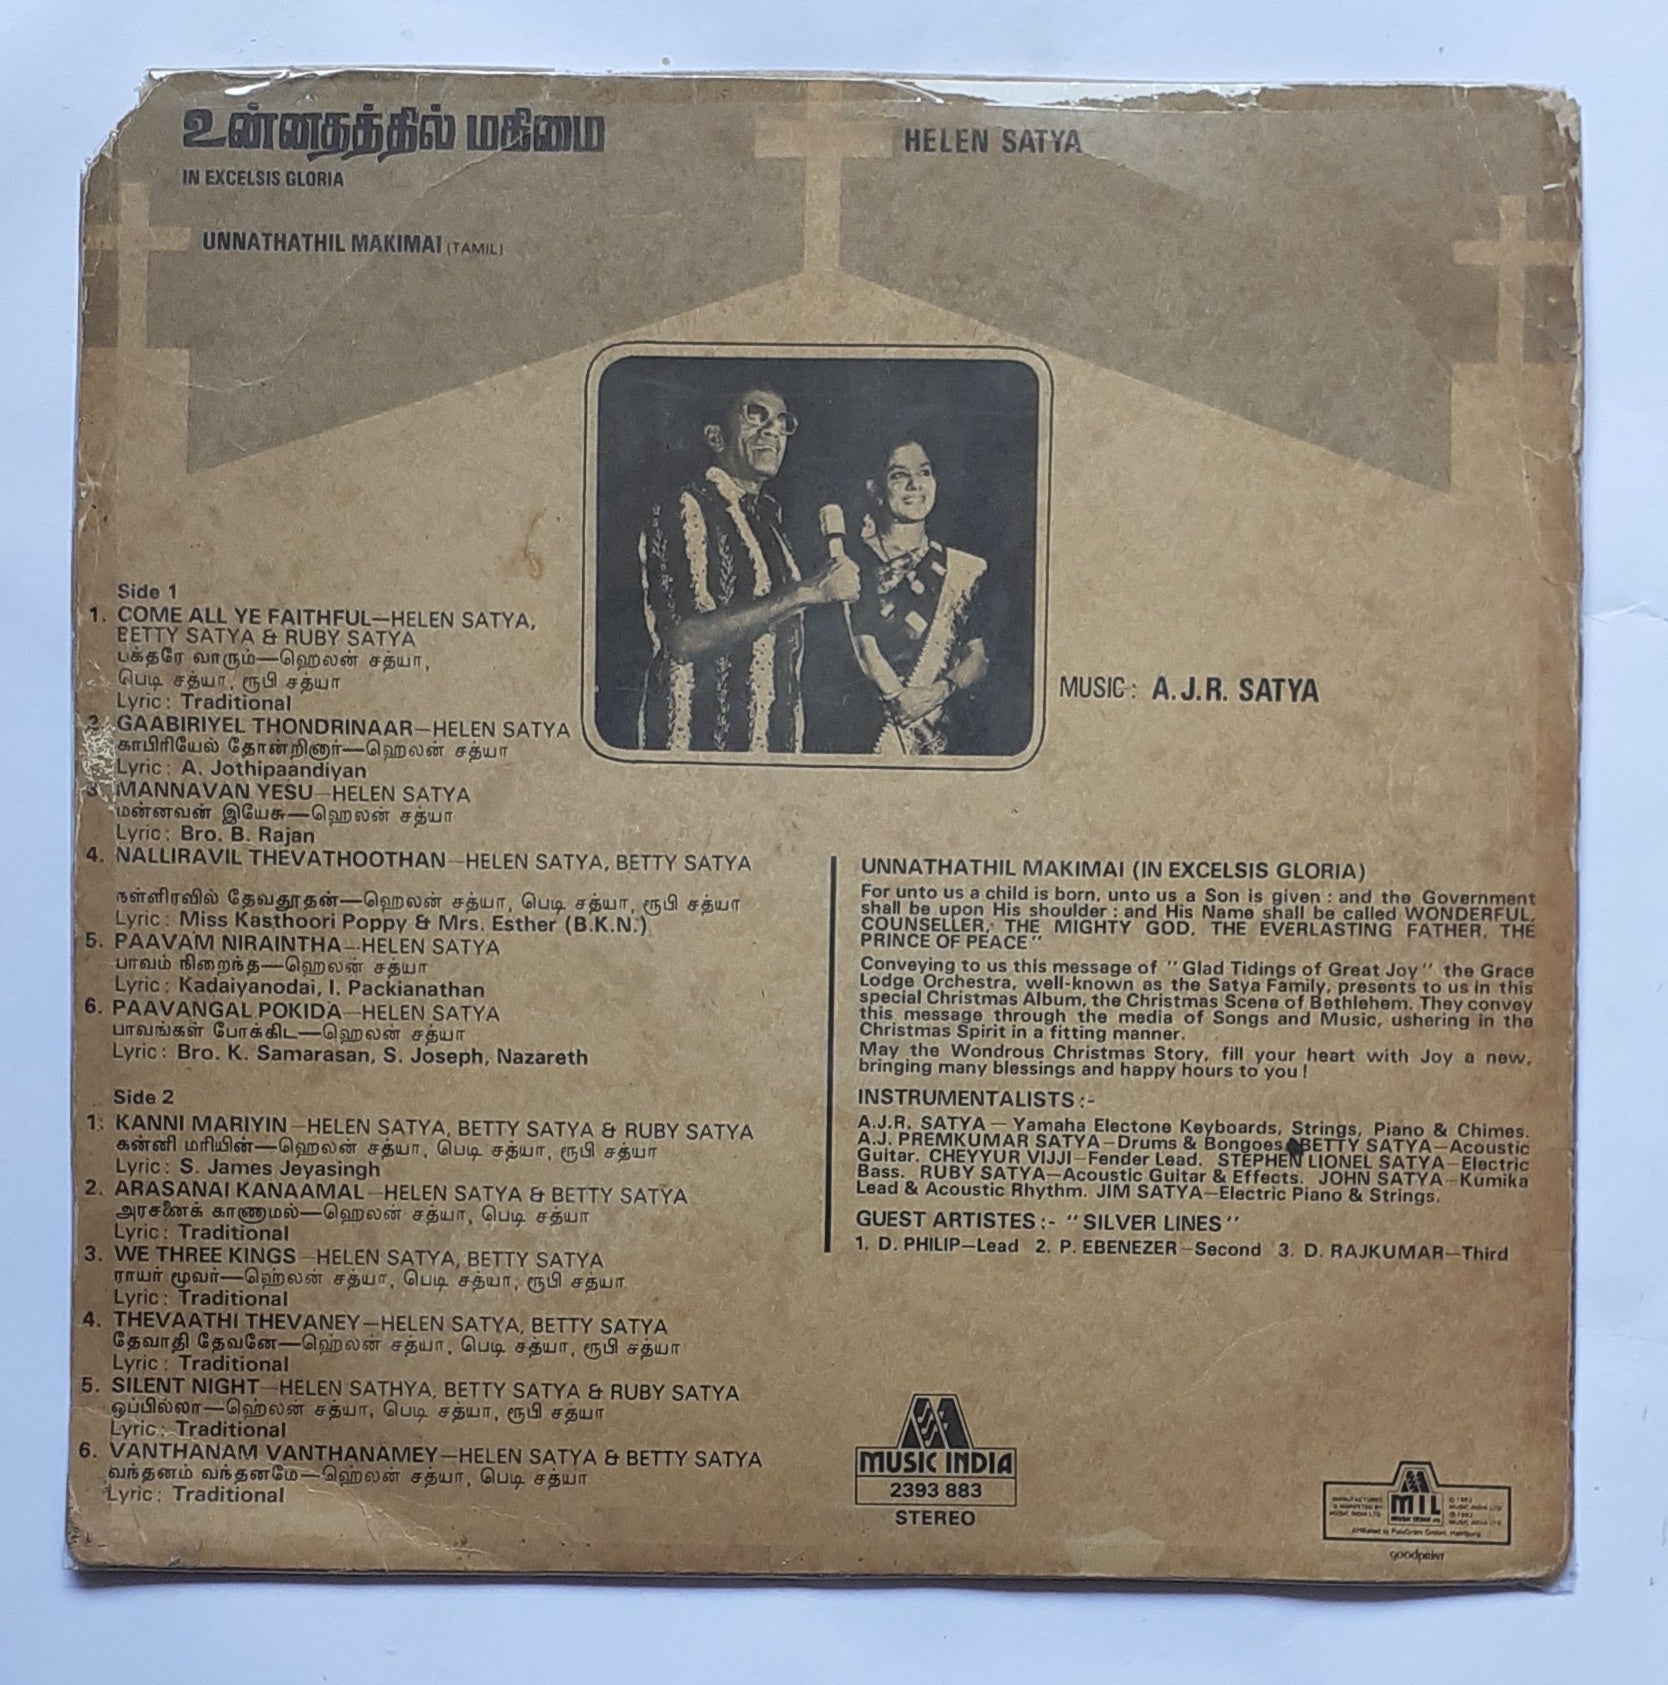 உன்னதத்தில் மகிமை
IN EXCELSIS GLORIA
UNNATHATHIL MAKIMAI (TAMIL)
HELEN SATYA
MUSIC: A.J.R. SATYA
Side 1
1. COME ALL YE FAITHFUL—HELEN SATYA,
BETTY SATYA & RUBY SATYA
பக்தரே வாரும்—ஹெலன் சத்யா,
பெடி சத்யா, ரூபி சத்யா
Lyric: Traditional
2. GAABIRIYEL THONDRINAAR—HELEN SATYA
காபிரியேல் தோன்றினார்—ஹெலன் சத்யா
Lyric: A. Jothipaandiyan
3. MANNAVAN YESU—HELEN SATYA
மன்னவன் இயேசு—ஹெலன் சத்யா
Lyric: Bro. B. Rajan
4. NALLIRAVIL THEVATHOOTHAN—HELEN SATYA, BETTY SATYA
நள்ளிரவில் தேவதூதன்—ஹெலன் சத்யா, பெடி சத்யா, ரூபி சத்யா
Lyric: Miss Kasthoori Poppy & Mrs. Esther (B.K.N.)
5. PAAVAM NIRAINTHA—HELEN SATYA
பாவம் நிறைந்த—ஹெலன் சத்யா
Lyric: Kadaiyanodai, I. Packianathan
6. PAAVANGAL POKIDA—HELEN SATYA
பாவங்கள் போக்கிட—ஹெலன் சத்யா
Lyric: Bro. K. Samarasan, S. Joseph, Nazareth
Side 2
1. KANNI MARIYIN—HELEN SATYA, BETTY SATYA & RUBY SATYA
கன்னி மரியின்—ஹெலன் சத்யா, பெடி சத்யா, ரூபி சத்யா
Lyric: S. James Jeyasingh
2. ARASANAI KANAAMAL—HELEN SATYA & BETTY SATYA
அரசனைக் காணாமல்—ஹெலன் சத்யா, பெடி சத்யா
Lyric: Traditional
3. WE THREE KINGS—HELEN SATYA, BETTY SATYA
ராயர் மூவர்—ஹெலன் சத்யா, பெடி சத்யா, ரூபி சத்யா
Lyric: Traditional
4. THEVAATHI THEVANEY—HELEN SATYA, BETTY SATYA
தேவாதி தேவனே—ஹெலன் சத்யா, பெடி சத்யா, ரூபி சத்யா
Lyric: Traditional
5. SILENT NIGHT—HELEN SATHYA, BETTY SATYA & RUBY SATYA
ஒப்பில்லா—ஹெலன் சத்யா, பெடி சத்யா, ரூபி சத்யா
Lyric: Traditional
6. VANTHANAM VANTHANAMEY—HELEN SATYA & BETTY SATYA
வந்தனம் வந்தனமே—ஹெலன் சத்யா, பெடி சத்யா
Lyric: Traditional
UNNATHATHIL MAKIMAI (IN EXCELSIS GLORIA)
For unto us a child is born, unto us a Son is given : and the Government
shall be upon His shoulder : and His Name shall be called WONDERFUL,
COUNSELLER, THE MIGHTY GOD, THE EVERLASTING FATHER, THE
PRINCE OF PEACE"
Conveying to us this message of "Glad Tidings of Great Joy" the Grace
Lodge Orchestra, well-known as the Satya Family, presents to us in this
special Christmas Album, the Christmas Scene of Bethlehem. They convey
this message through the media of Songs and Music, ushering in the
Christmas Spirit in a fitting manner.
May the Wondrous Christmas Story, fill your heart with Joy a new,
bringing many blessings and happy hours to you !
INSTRUMENTALISTS :-
A.J.R. SATYA — Yamaha Electone Keyboards, Strings, Piano & Chimes.
A.J. PREMKUMAR SATYA—Drums & Bongoes BETTY SATYA—Acoustic
Guitar. CHEYYUR VIJJI—Fender Lead. STEPHEN LIONEL SATYA—Electric
Bass. RUBY SATYA—Acoustic Guitar & Effects. JOHN SATYA—Kumika
Lead & Acoustic Rhythm. JIM SATYA—Electric Piano & Strings.
GUEST ARTISTES :- "SILVER LINES"
1. D. PHILIP—Lead 2. P. EBENEZER—Second 3. D. RAJKUMAR—Third
MUSIC INDIA
2393 883
STEREO
MANUFACTURED
& MARKETED BY
MUSIC INDIA LTD.
MIL
℗ 1982
MUSIC INDIA LTD.
© 1982
MUSIC INDIA LTD.
Affiliated to PolyGram GmbH, Hamburg
goodprint